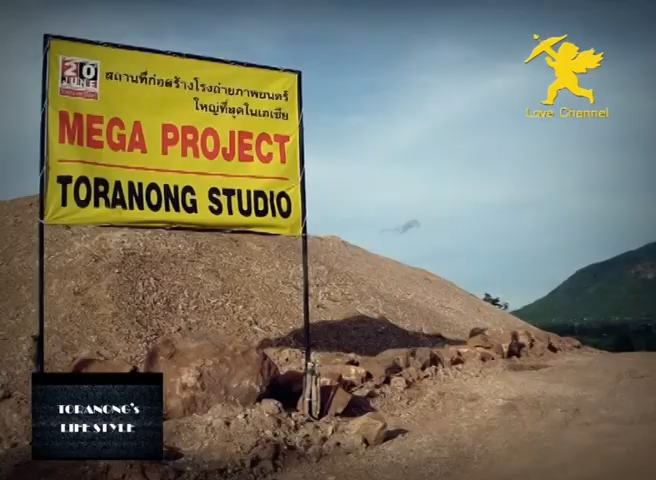 20
JUNE
สถานที่ก่อสร้างโรงถ่ายภาพยนตร์
ใหญ่ที่สุดในเอเซีย
MEGA PROJECT
TORANONG STUDIO
Love Channel
TORANONG's
LIFE STYLE